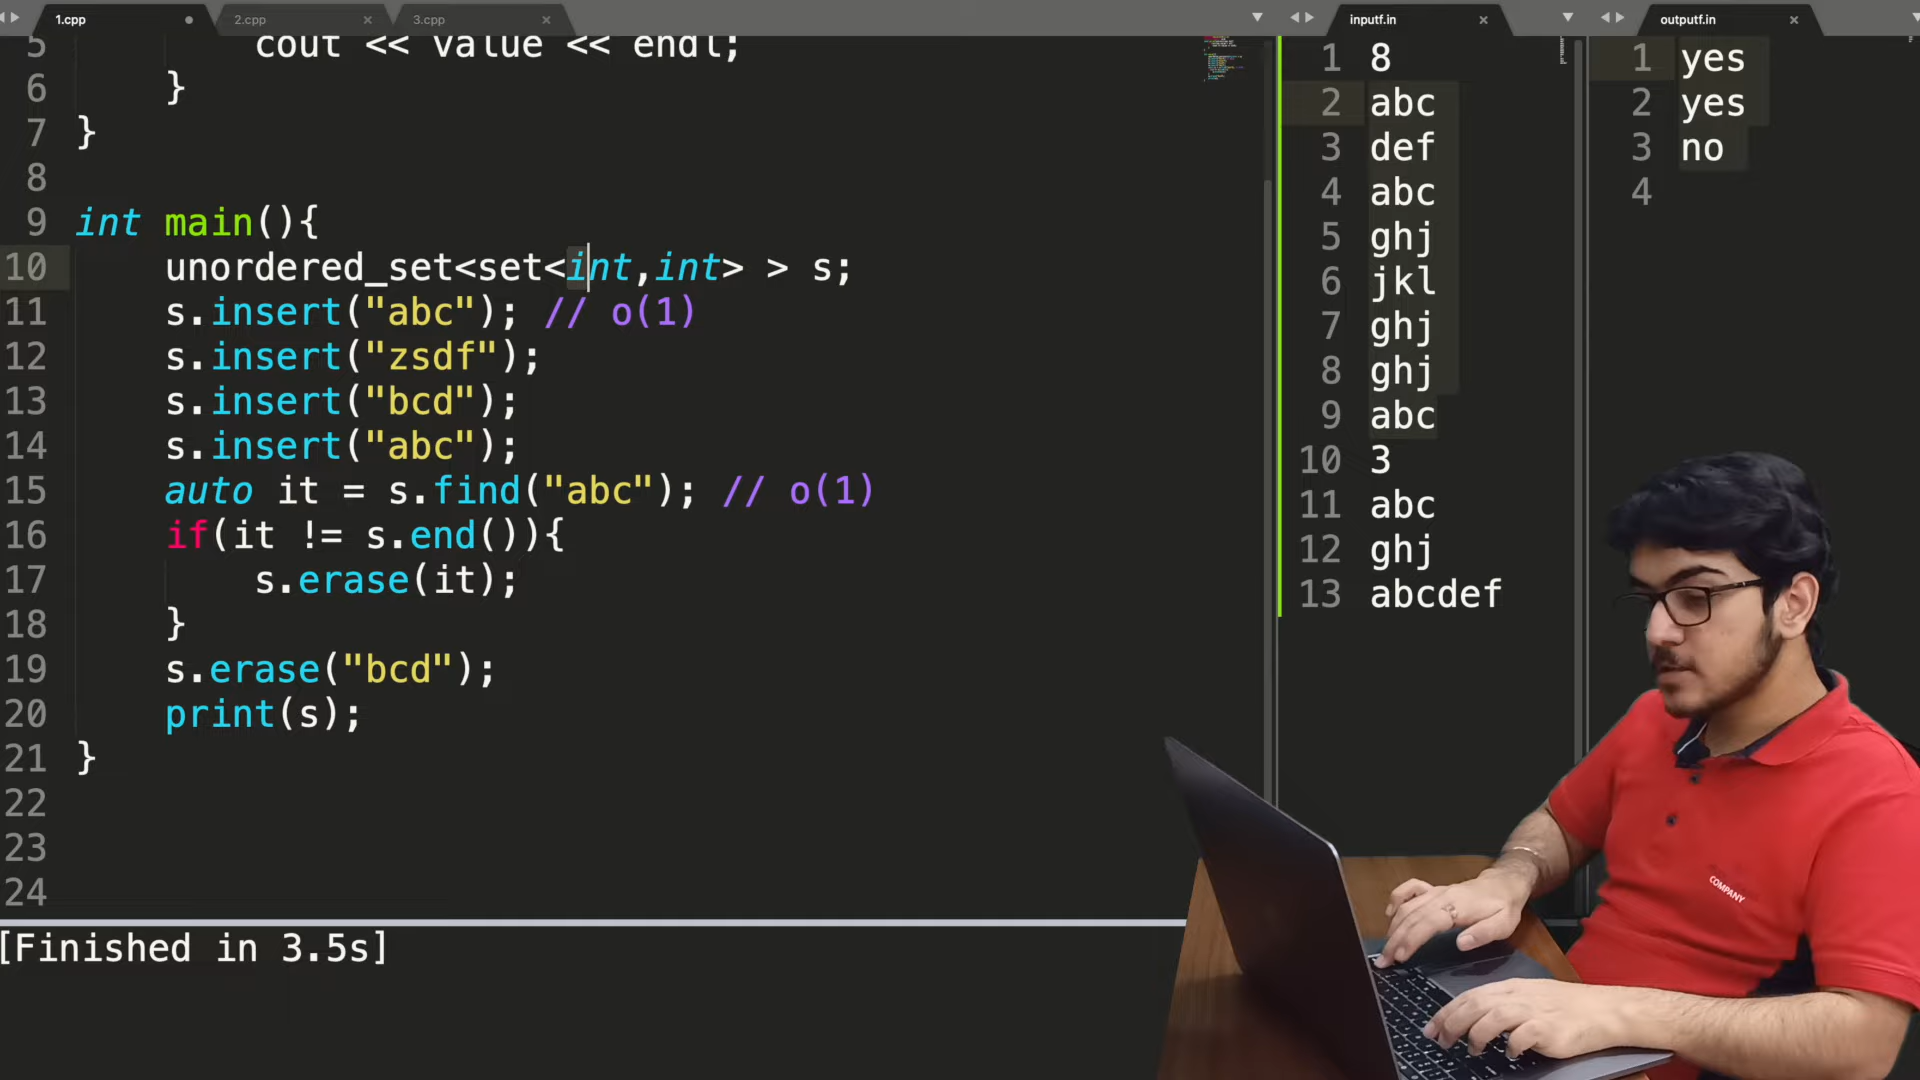 1.cpp
2.cpp
3.cpp
5 cout << value << endl;
6 }
7 }
8
9 int main(){
10 unordered_set<set<int,int> > s;
11 s.insert("abc"); // o(1)
12 s.insert("zsdf");
13 s.insert("bcd");
14 s.insert("abc");
15 auto it = s.find("abc"); // o(1)
16 if(it != s.end()){
17 s.erase(it);
18 }
19 s.erase("bcd");
20 print(s);
21 }
22
23
24
[Finished in 3.5s]
inputf.in
1 8
2 abc
3 def
4 abc
5 ghj
6 jkl
7 ghj
8 ghj
9 abc
10 3
11 abc
12 ghj
13 abcdef
outputf.in
1 yes
2 yes
3 no
4
COMPANY